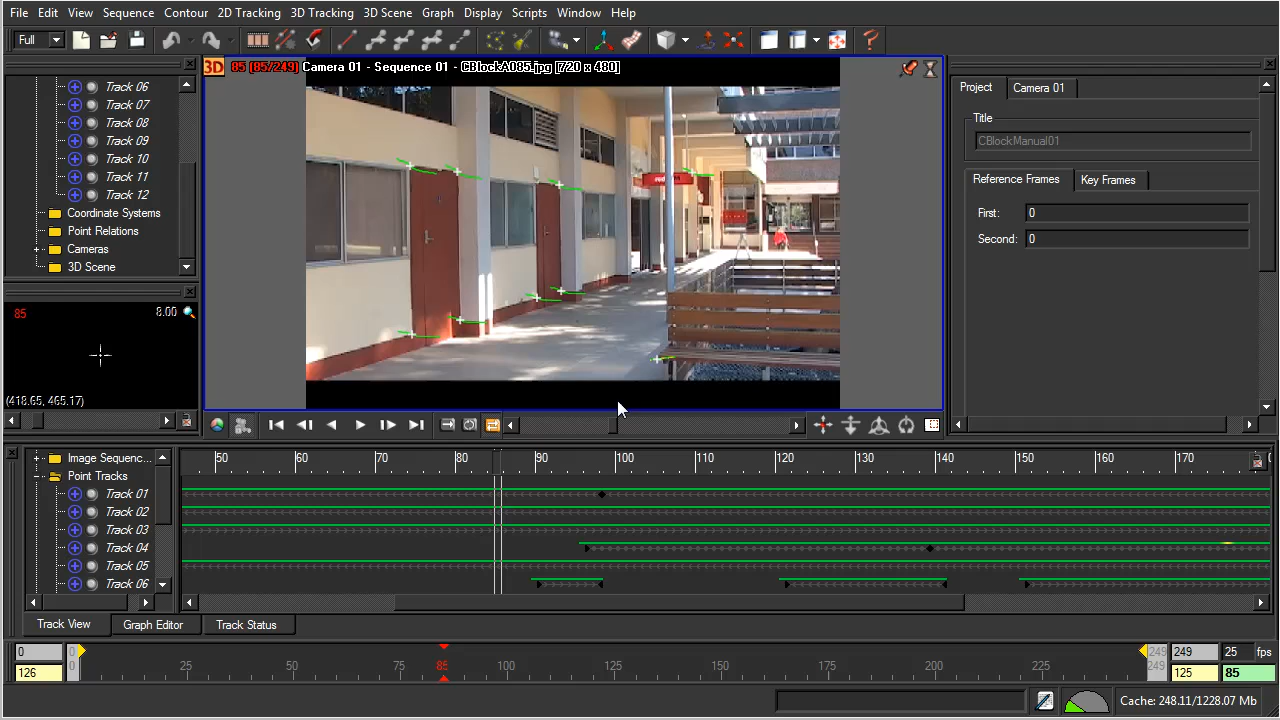 File Edit View Sequence Contour 2D Tracking 3D Tracking 3D Scene Graph Display Scripts Window Help
Full
3D 85 (85/249) Camera 01 - Sequence 01 - CBlockA085.jpg [720 x 480]
Track 06
Track 07
Track 08
Track 09
Track 10
Track 11
Track 12
Coordinate Systems
Point Relations
Cameras
3D Scene
85 8.00
(418.65, 465.17)
Project Camera 01
Title
CBlockManual01
Reference Frames Key Frames
First: 0
Second: 0
Image Sequenc...
Point Tracks
Track 01
Track 02
Track 03
Track 04
Track 05
Track 06
50 60 70 80 90 100 110 120 130 140 150 160 170
Track View Graph Editor Track Status
0 0 249 249 25 fps
126 0 25 50 75 85 100 125 150 175 200 225 249 125 85
Cache: 248.11/1228.07 Mb